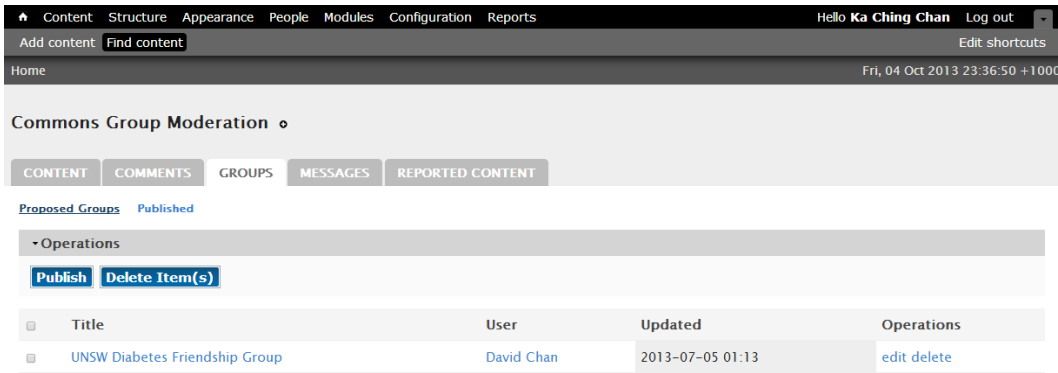 Content Structure Appearance People Modules Configuration Reports Hello Ka Ching Chan Log out
Add content Find content Edit shortcuts
Home Fri, 04 Oct 2013 23:36:50 +1000
Commons Group Moderation
CONTENT COMMENTS GROUPS MESSAGES REPORTED CONTENT
Proposed Groups Published
Operations
Publish Delete Item(s)
Title User Updated Operations
UNSW Diabetes Friendship Group David Chan 2013-07-05 01:13 edit delete